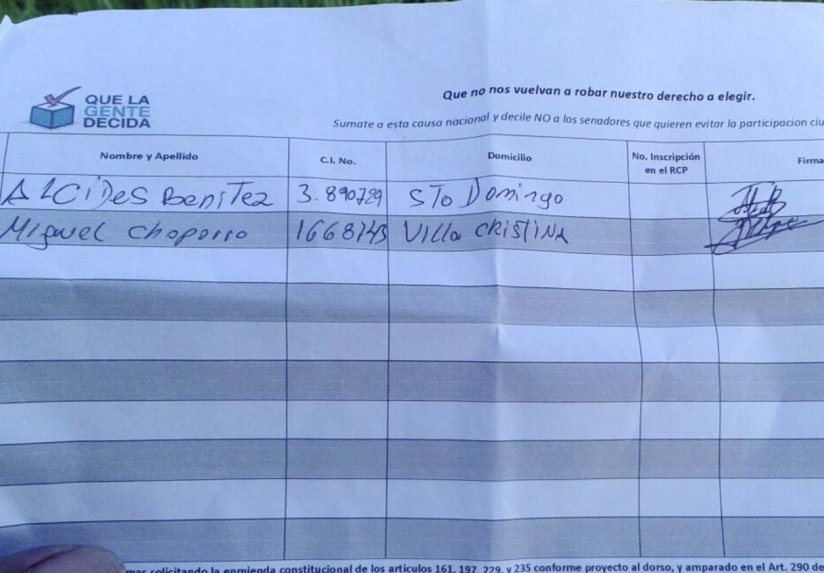 QUE LA
GENTE
DECIDA
Que no nos vuelvan a robar nuestro derecho a elegir.
Sumate a esta causa nacional y decile NO a los senadores que quieren evitar la participacion ciu
Nombre y Apellido C.I. No. Domicilio No. Inscripción en el RCP Firma
ALCiDes BeniTez 3.890729 STO Domingo
Miguel Choporro 1668743 Villa CRISTINA
mas solicitando la enmienda constitucional de los articulos 161, 197, 229, y 235 conforme proyecto al dorso, y amparado en el Art. 290 de